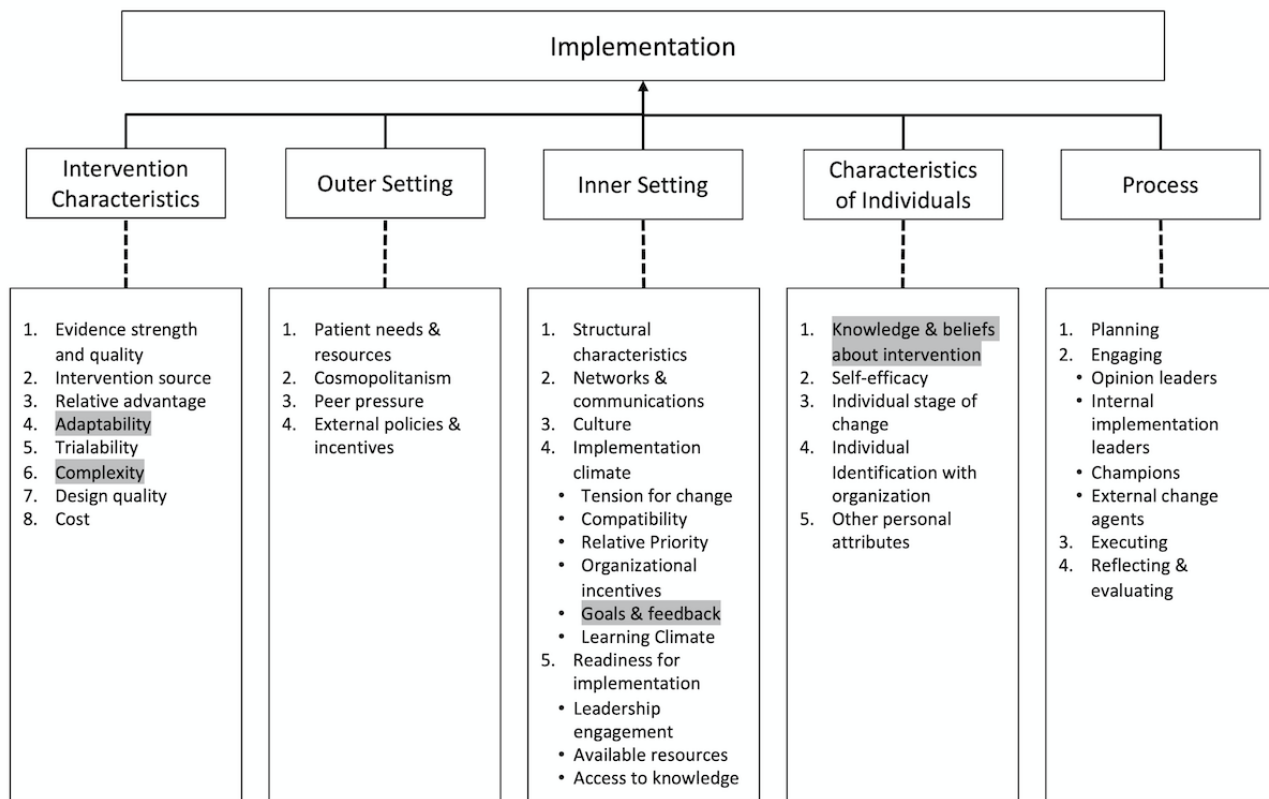 Implementation
Intervention
Characteristics
Outer Setting
Inner Setting
Characteristics
of Individuals
Process
1. Evidence strength
and quality
2. Intervention source
3. Relative advantage
4. Adaptability
5. Trialability
6. Complexity
7. Design quality
8. Cost
1. Patient needs &
resources
2. Cosmopolitanism
3. Peer pressure
4. External policies &
incentives
1. Structural
characteristics
2. Networks &
communications
3. Culture
4. Implementation
climate
• Tension for change
• Compatibility
• Relative Priority
• Organizational
incentives
• Goals & feedback
• Learning Climate
5. Readiness for
implementation
• Leadership
engagement
• Available resources
• Access to knowledge
1. Knowledge & beliefs
about intervention
2. Self-efficacy
3. Individual stage of
change
4. Individual
Identification with
organization
5. Other personal
attributes
1. Planning
2. Engaging
• Opinion leaders
• Internal
implementation
leaders
• Champions
• External change
agents
3. Executing
4. Reflecting &
evaluating